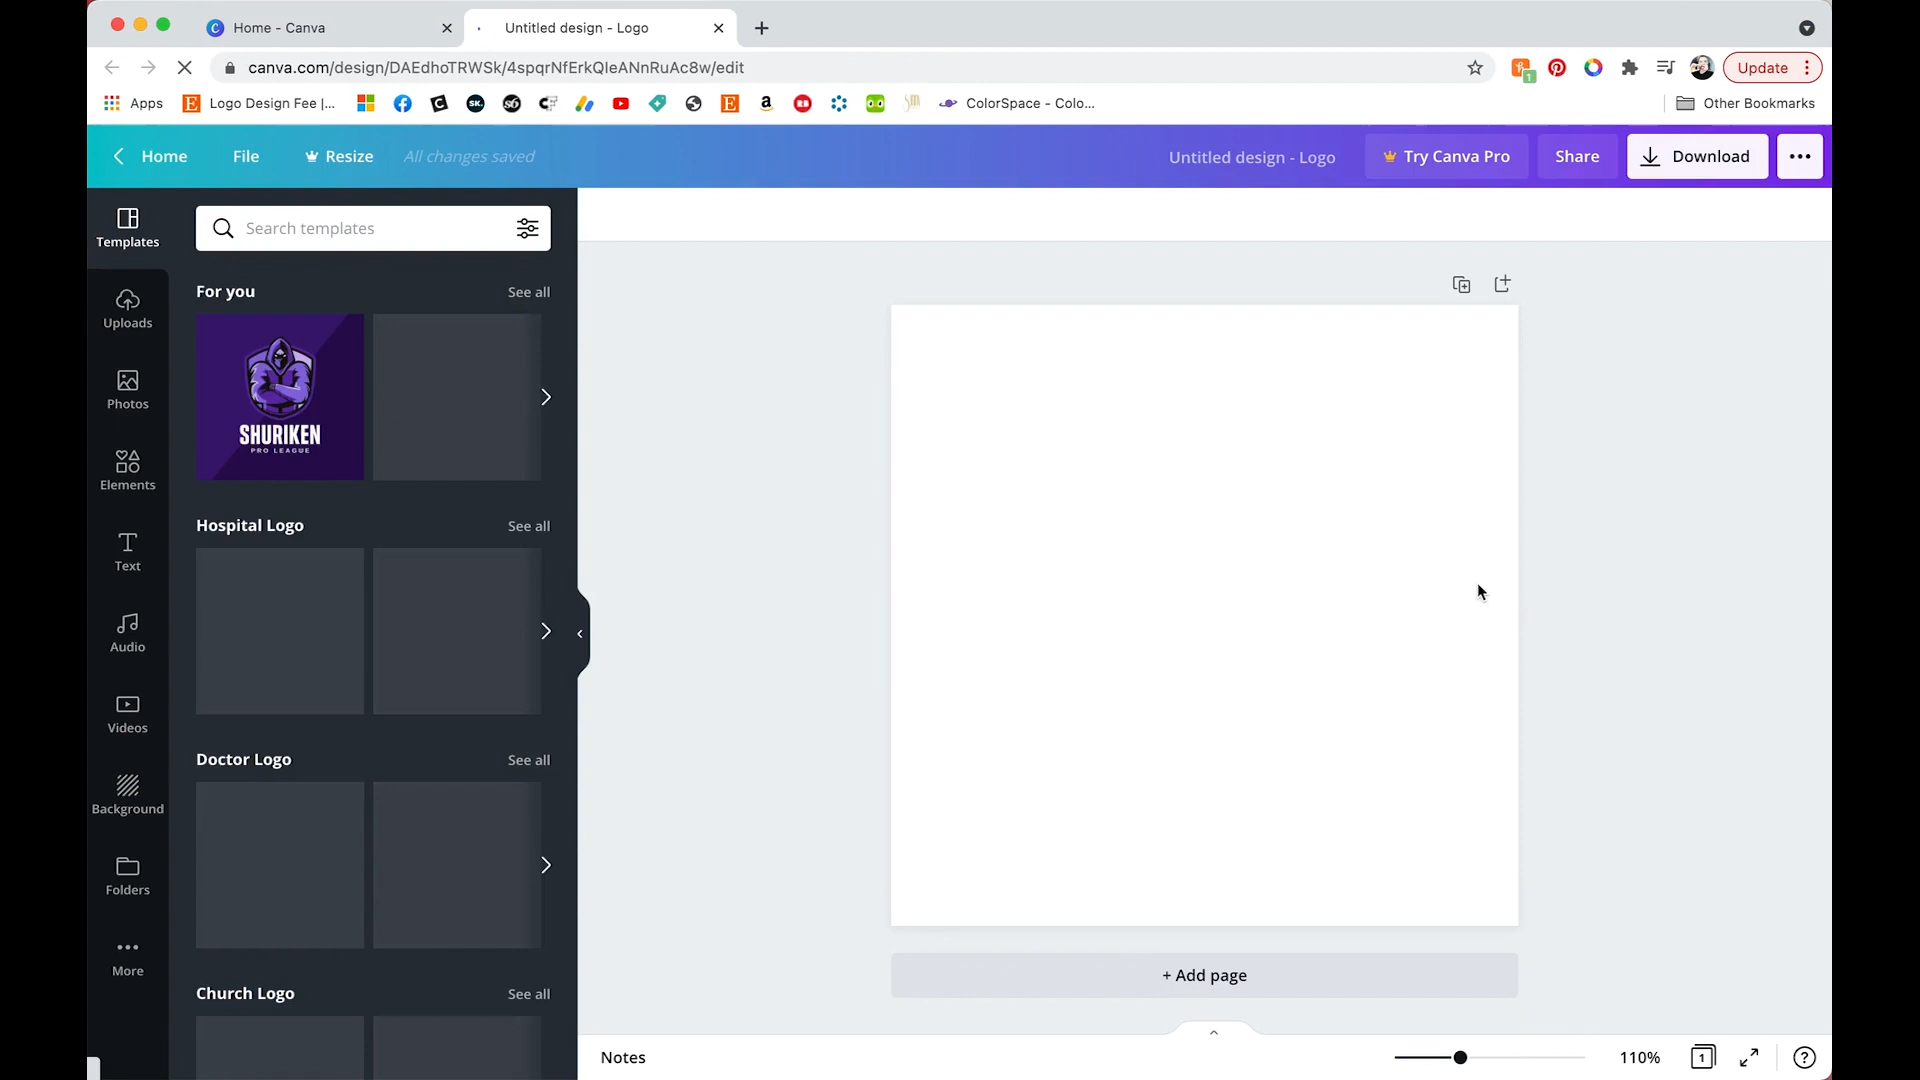 Home - Canva
Untitled design - Logo
canva.com/design/DAEdhoTRWSk/4spqrNfErkQIeANnRuAc8w/edit
1
Update
Apps
Logo Design Fee |...
SK.
ColorSpace - Colo...
Other Bookmarks
Home
File
Resize
All changes saved
Untitled design - Logo
Try Canva Pro
Share
Download
Templates
Uploads
Photos
Elements
Text
Audio
Videos
Background
Folders
More
Search templates
For you
See all
SHURIKEN
PRO LEAGUE
Hospital Logo
See all
Doctor Logo
See all
Church Logo
See all
+ Add page
Notes
110%
1
?